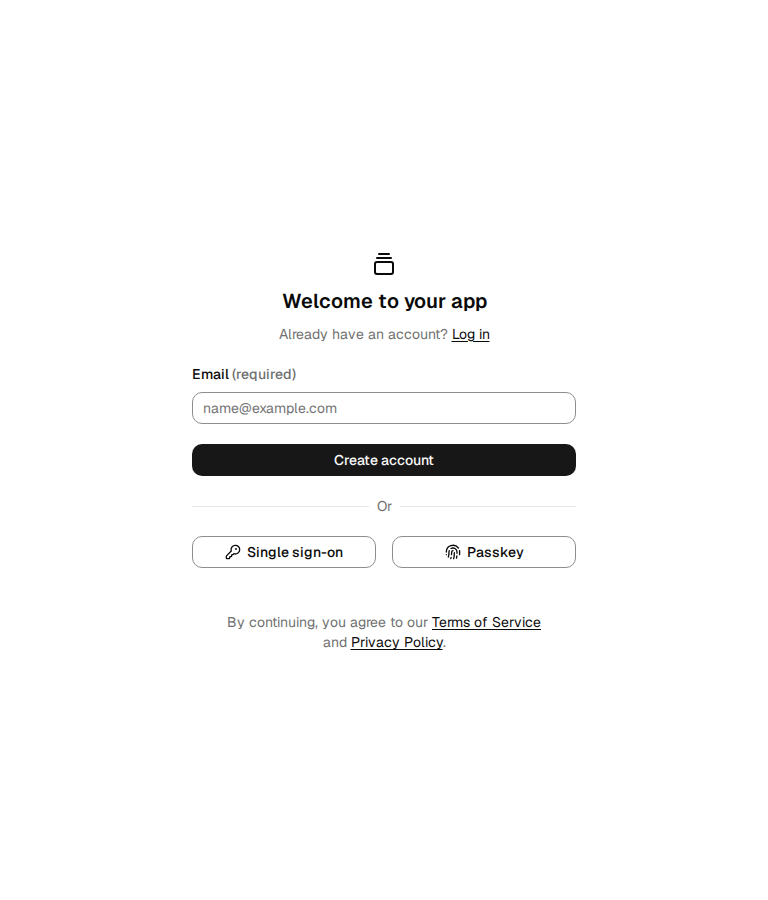 Welcome to your app
Already have an account? Log in
Email (required)
name@example.com
Create account
Or
Single sign-on
Passkey
By continuing, you agree to our Terms of Service
and Privacy Policy.